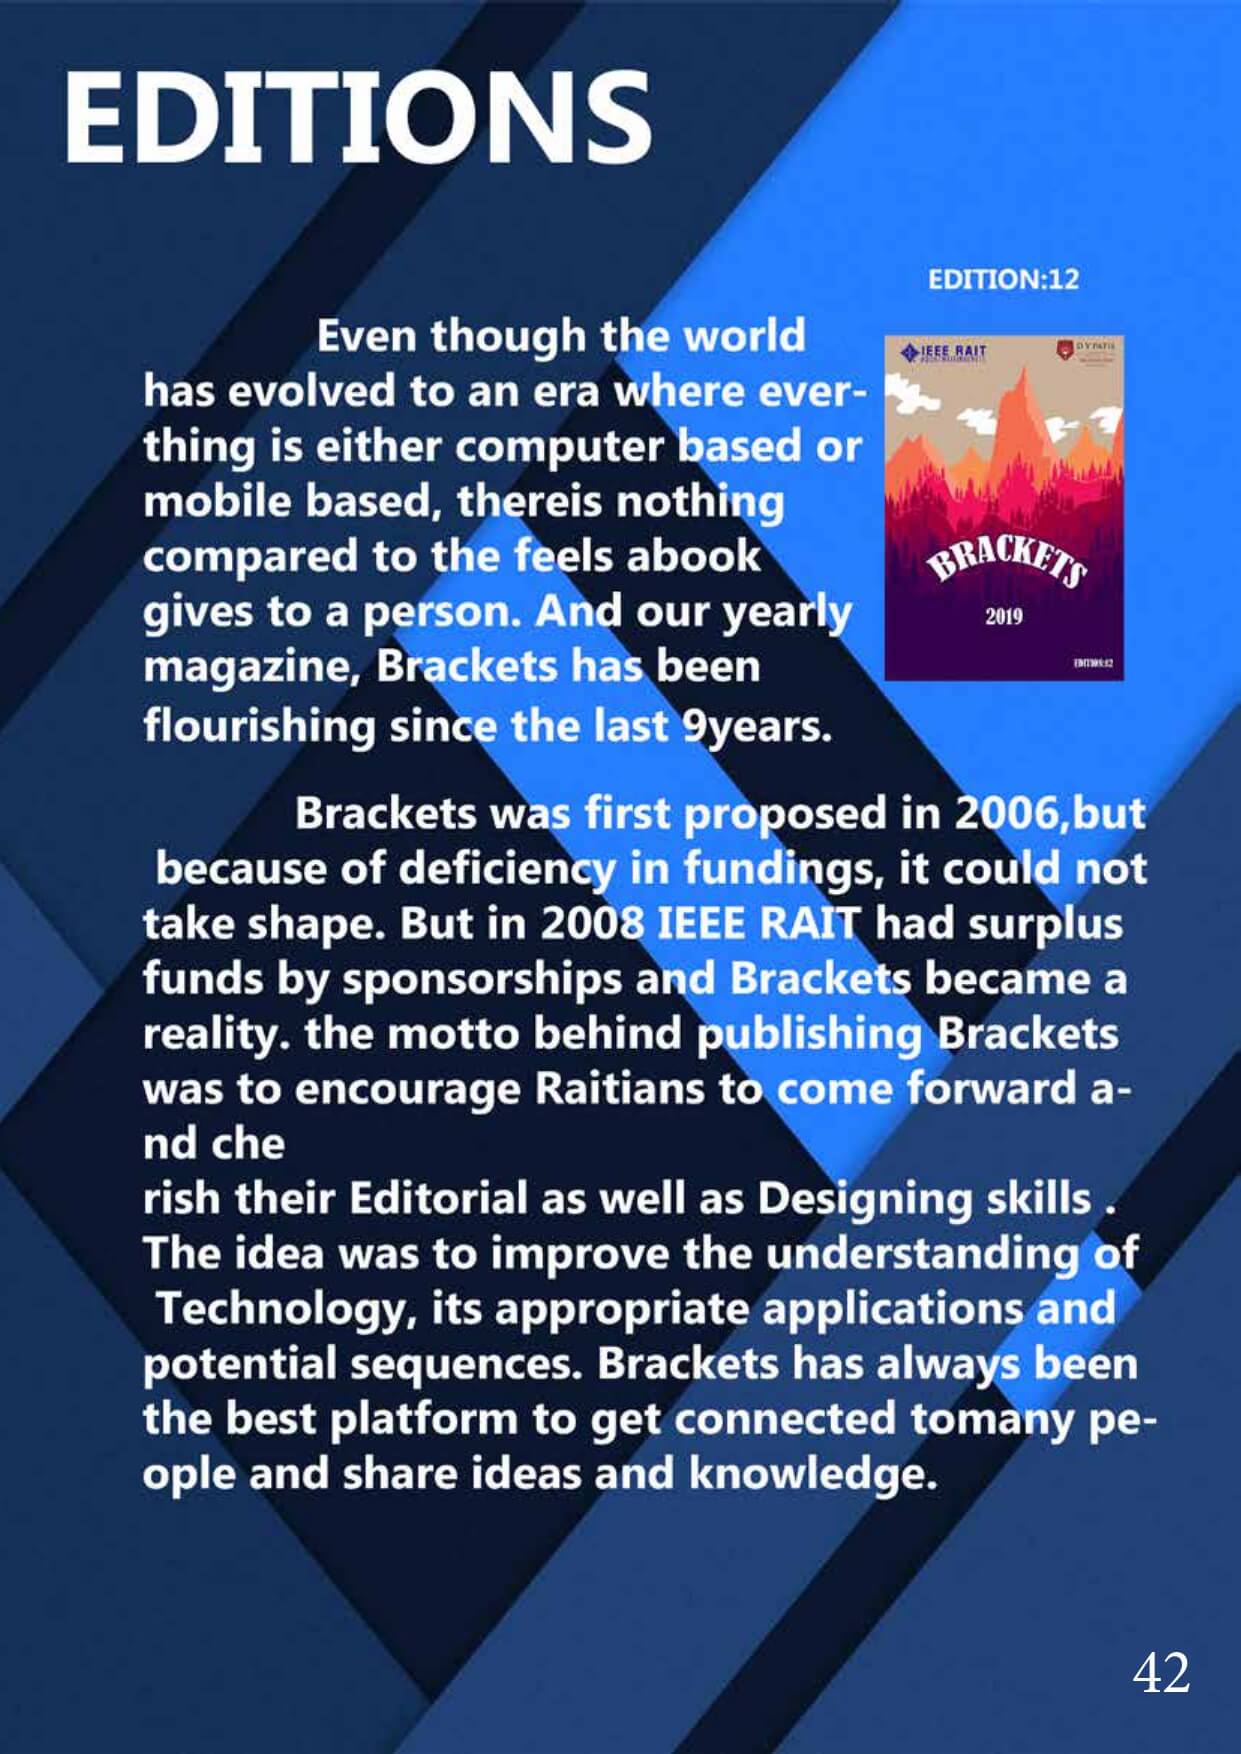 EDITIONS
EDITION:12
Even though the world
has evolved to an era where ever-
thing is either computer based or
mobile based, thereis nothing
compared to the feels abook
gives to a person. And our yearly
magazine, Brackets has been
flourishing since the last 9years.
IEEE RAIT
D Y PATIL
BRACKETS
2019
EDITION:12
Brackets was first proposed in 2006,but
because of deficiency in fundings, it could not
take shape. But in 2008 IEEE RAIT had surplus
funds by sponsorships and Brackets became a
reality. the motto behind publishing Brackets
was to encourage Raitians to come forward a-
nd che
rish their Editorial as well as Designing skills .
The idea was to improve the understanding of
Technology, its appropriate applications and
potential sequences. Brackets has always been
the best platform to get connected tomany pe-
ople and share ideas and knowledge.
42